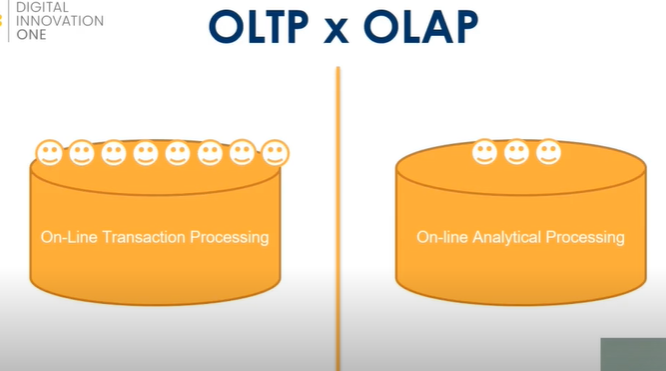 DIGITAL
INNOVATION
ONE
OLTP x OLAP
On-Line Transaction Processing
On-line Analytical Processing